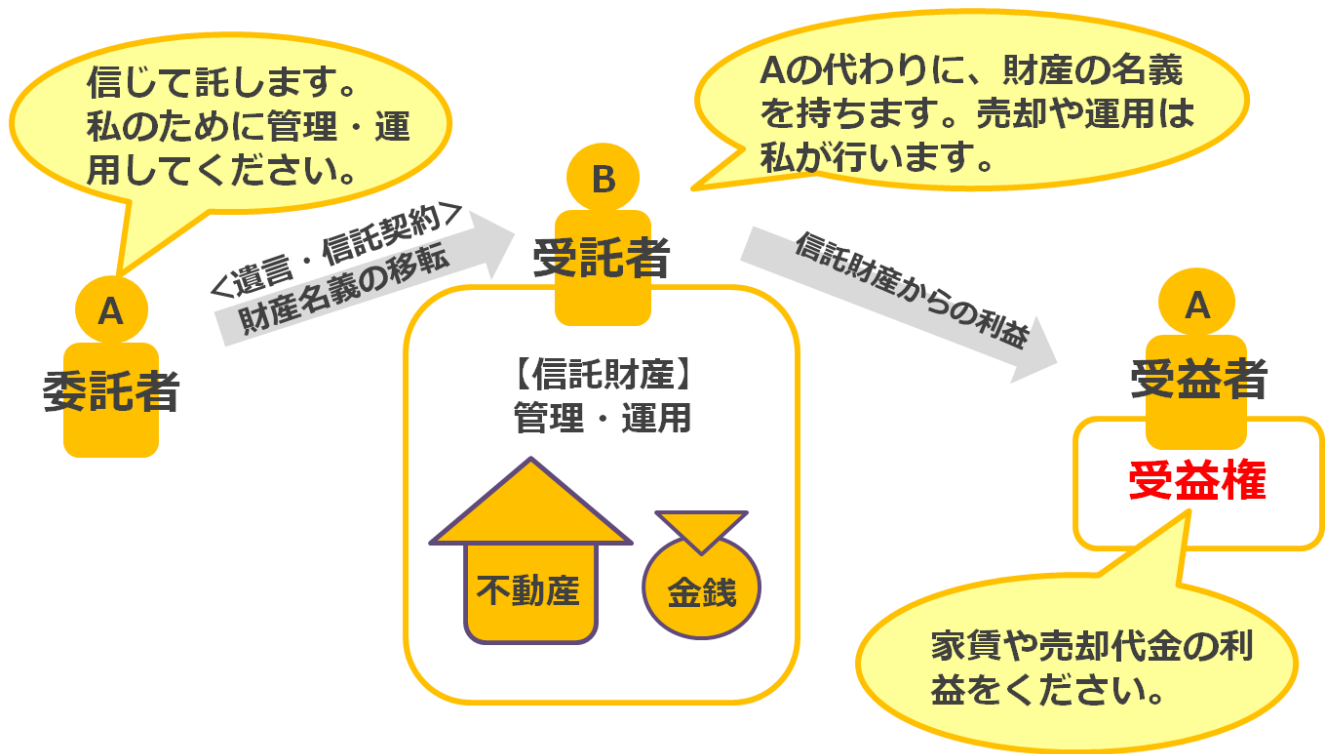 信じて託します。
私のために管理・運
用してください。
Aの代わりに、財産の名義
を持ちます。売却や運用は
私が行います。
A
委託者
<遺言・信託契約>
財産名義の移転
B
受託者
信託財産からの利益
【信託財産】
管理・運用
不動産
金銭
A
受益者
受益権
家賃や売却代金の利
益をください。